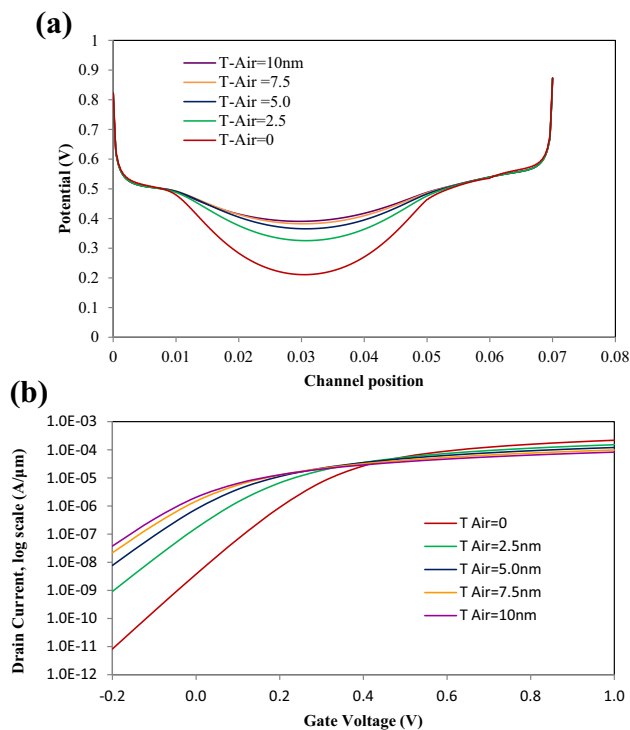 (a)
T-Air=10nm
T-Air =7.5
T-Air =5.0
T-Air=2.5
T-Air=0
Potential (V)
1
0.9
0.8
0.7
0.6
0.5
0.4
0.3
0.2
0.1
0
0 0.01 0.02 0.03 0.04 0.05 0.06 0.07 0.08
Channel position
(b)
Drain Current, log scale (A/µm)
1.0E-03
1.0E-04
1.0E-05
1.0E-06
1.0E-07
1.0E-08
1.0E-09
1.0E-10
1.0E-11
1.0E-12
T Air=0
T Air=2.5nm
T Air=5.0nm
T Air=7.5nm
T Air=10nm
-0.2 0.0 0.2 0.4 0.6 0.8 1.0
Gate Voltage (V)